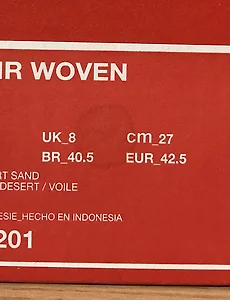 IR WOVEN
UK_8 cm_27
BR_40.5 EUR_42.5
RT SAND
DESERT / VOILE
ESIE_HECHO EN INDONESIA
201